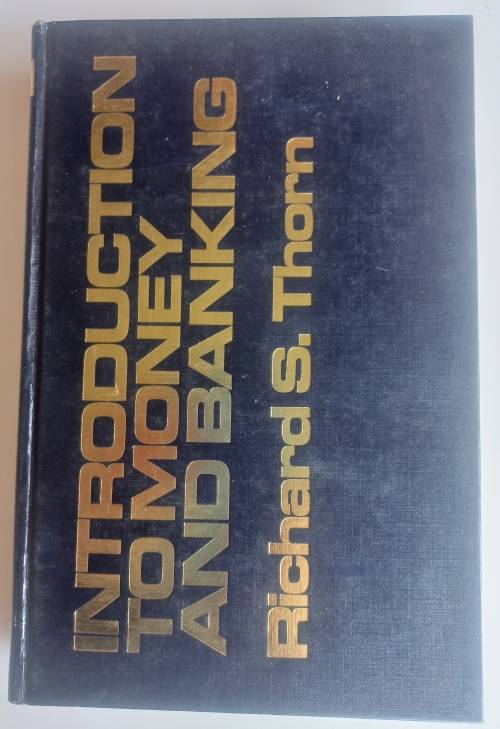 INTRODUCTION
TO MONEY
AND BANKING
Richard S. Thorn